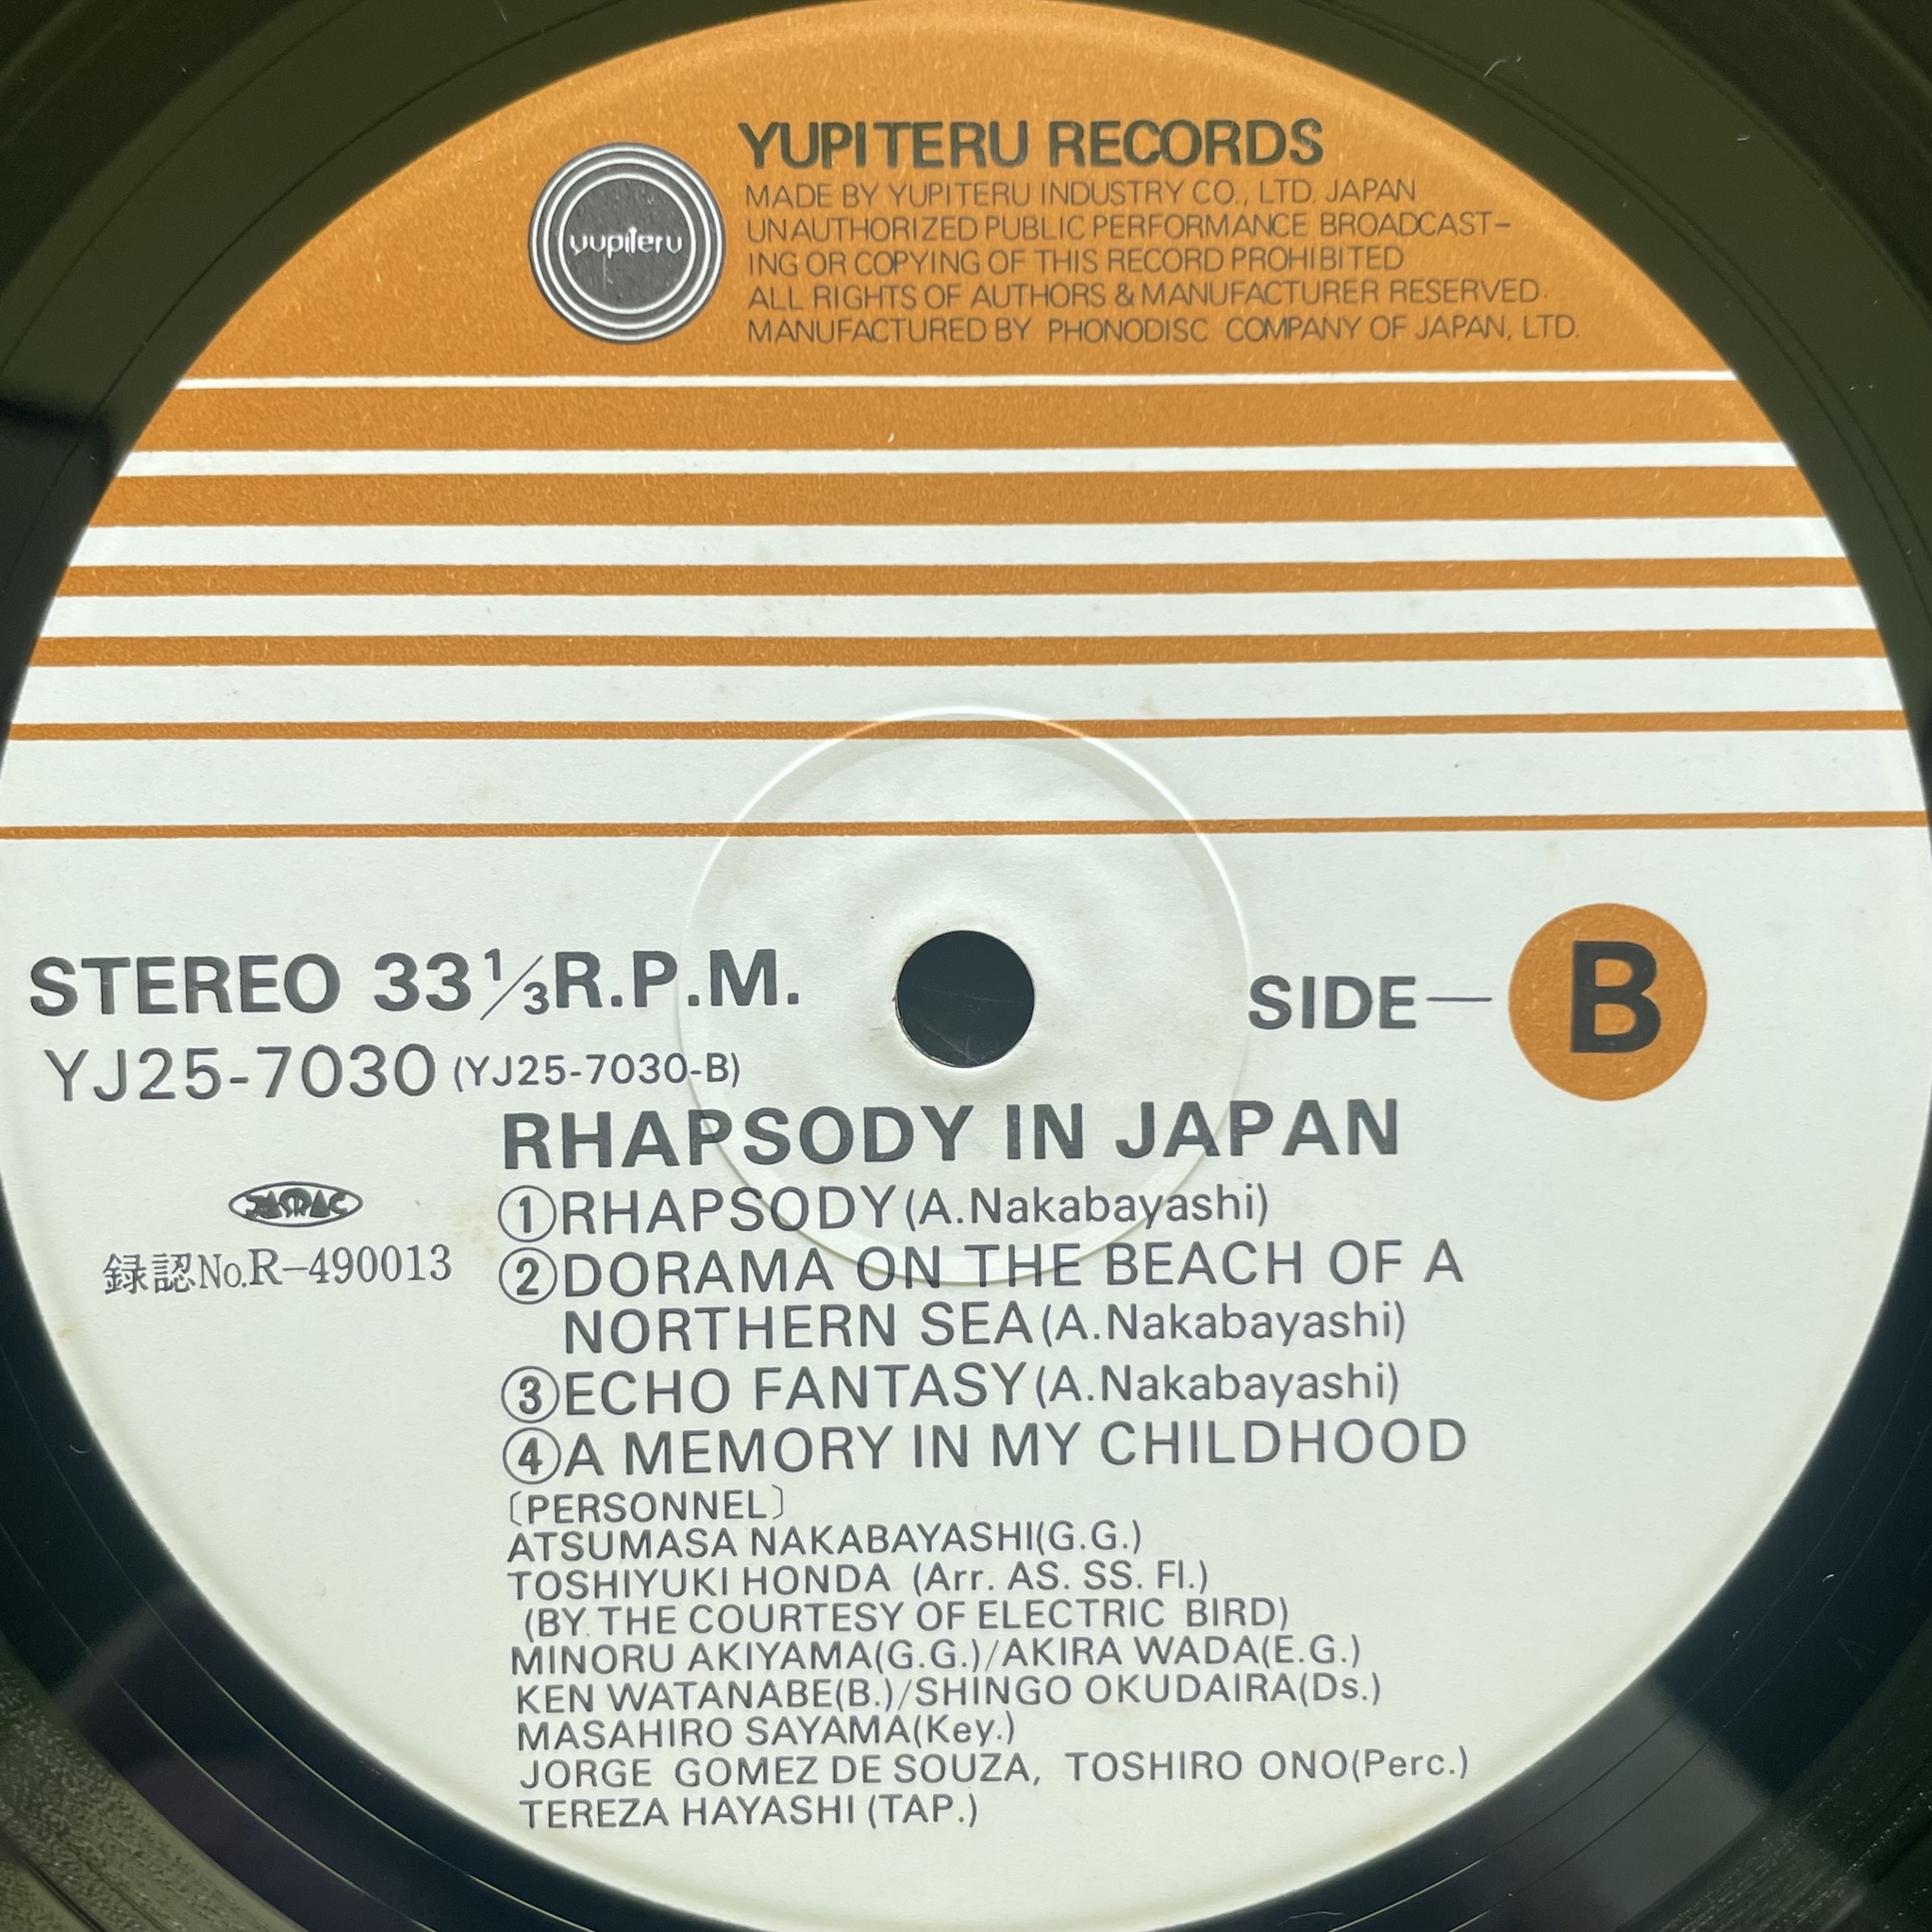 YUPITERU RECORDS
yupiteru
MADE BY YUPITERU INDUSTRY CO., LTD. JAPAN
UNAUTHORIZED PUBLIC PERFORMANCE BROADCAST-
ING OR COPYING OF THIS RECORD PROHIBITED
ALL RIGHTS OF AUTHORS & MANUFACTURER RESERVED.
MANUFACTURED BY PHONODISC COMPANY OF JAPAN, LTD.
STEREO 33 1/3 R.P.M.
SIDE—B
YJ25-7030 (YJ25-7030-B)
RHAPSODY IN JAPAN
JASRAC
録認No.R-490013
①RHAPSODY(A.Nakabayashi)
②DORAMA ON THE BEACH OF A
NORTHERN SEA(A.Nakabayashi)
③ECHO FANTASY(A.Nakabayashi)
④A MEMORY IN MY CHILDHOOD
〔PERSONNEL〕
ATSUMASA NAKABAYASHI(G.G.)
TOSHIYUKI HONDA (Arr. AS. SS. Fl.)
(BY THE COURTESY OF ELECTRIC BIRD)
MINORU AKIYAMA(G.G.)/AKIRA WADA(E.G.)
KEN WATANABE(B.)/SHINGO OKUDAIRA(Ds.)
MASAHIRO SAYAMA(Key.)
JORGE GOMEZ DE SOUZA, TOSHIRO ONO(Perc.)
TEREZA HAYASHI (TAP.)